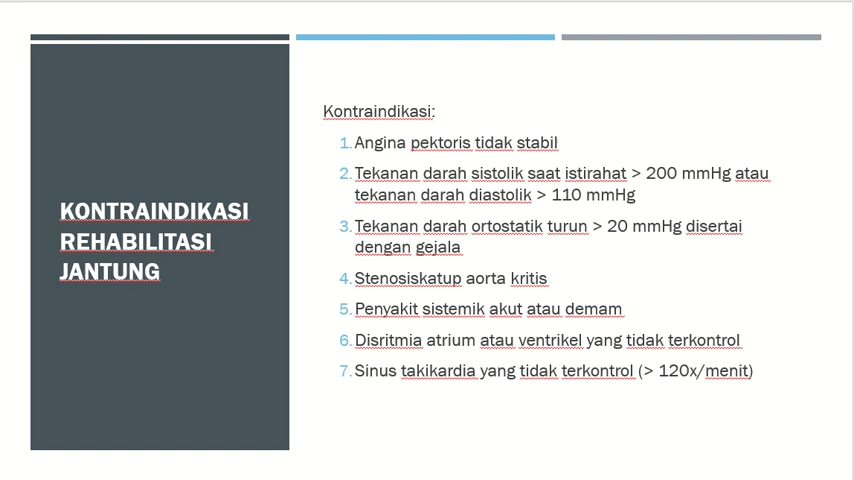 KONTRAINDIKASI
REHABILITASI
JANTUNG
Kontraindikasi:
1. Angina pektoris tidak stabil
2. Tekanan darah sistolik saat istirahat > 200 mmHg atau
tekanan darah diastolik > 110 mmHg
3. Tekanan darah ortostatik turun > 20 mmHg disertai
dengan gejala
4. Stenosiskatup aorta kritis
5. Penyakit sistemik akut atau demam
6. Disritmia atrium atau ventrikel yang tidak terkontrol
7. Sinus takikardia yang tidak terkontrol (> 120x/menit)